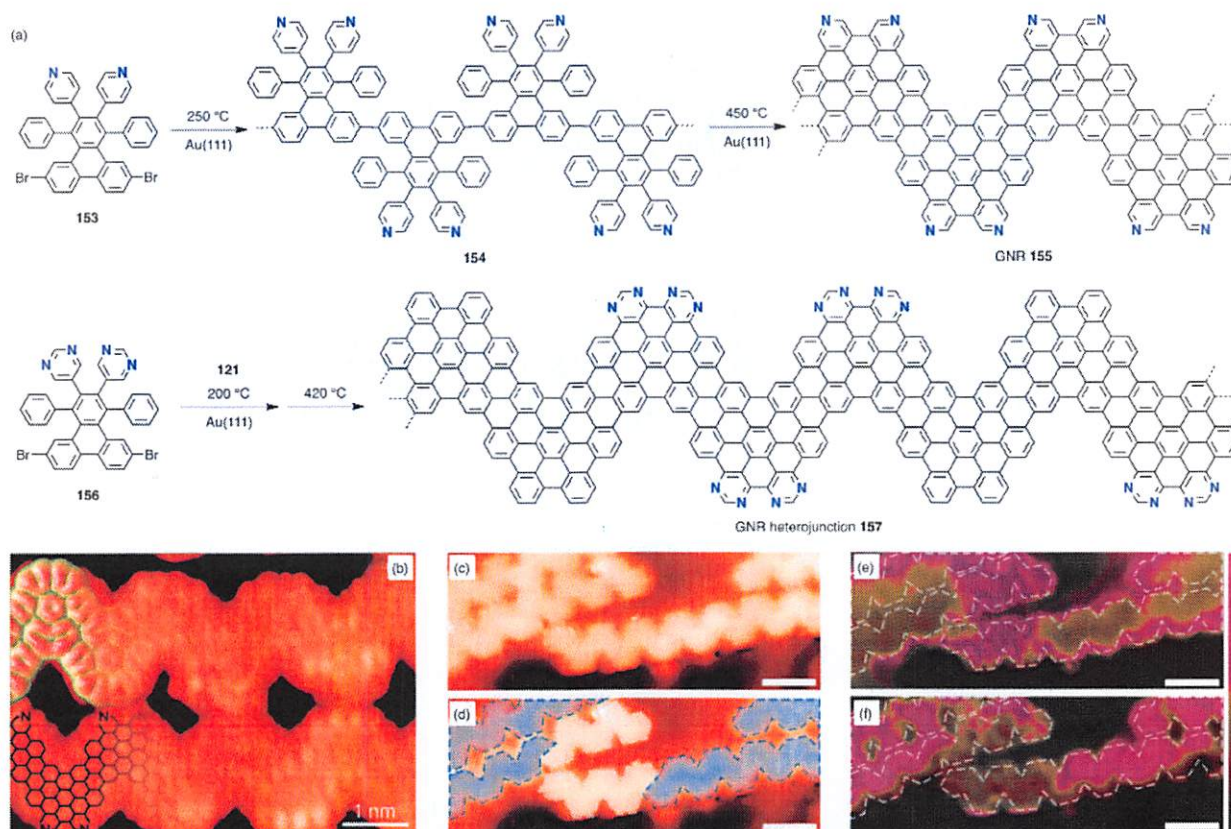 (a)
N N N N N N N N N N
Br Br
250 °C
Au(111)
450 °C
Au(111)
153
N N N N
N N N N
154
GNR 155
N N N N N N N N
N N N N
N N N N
121
200 °C
Au(111)
420 °C
Br Br
156
N N N N
N N N N
GNR heterojunction 157
(b)
(c)
(e)
N N
(d)
(f)
1 nm
N N